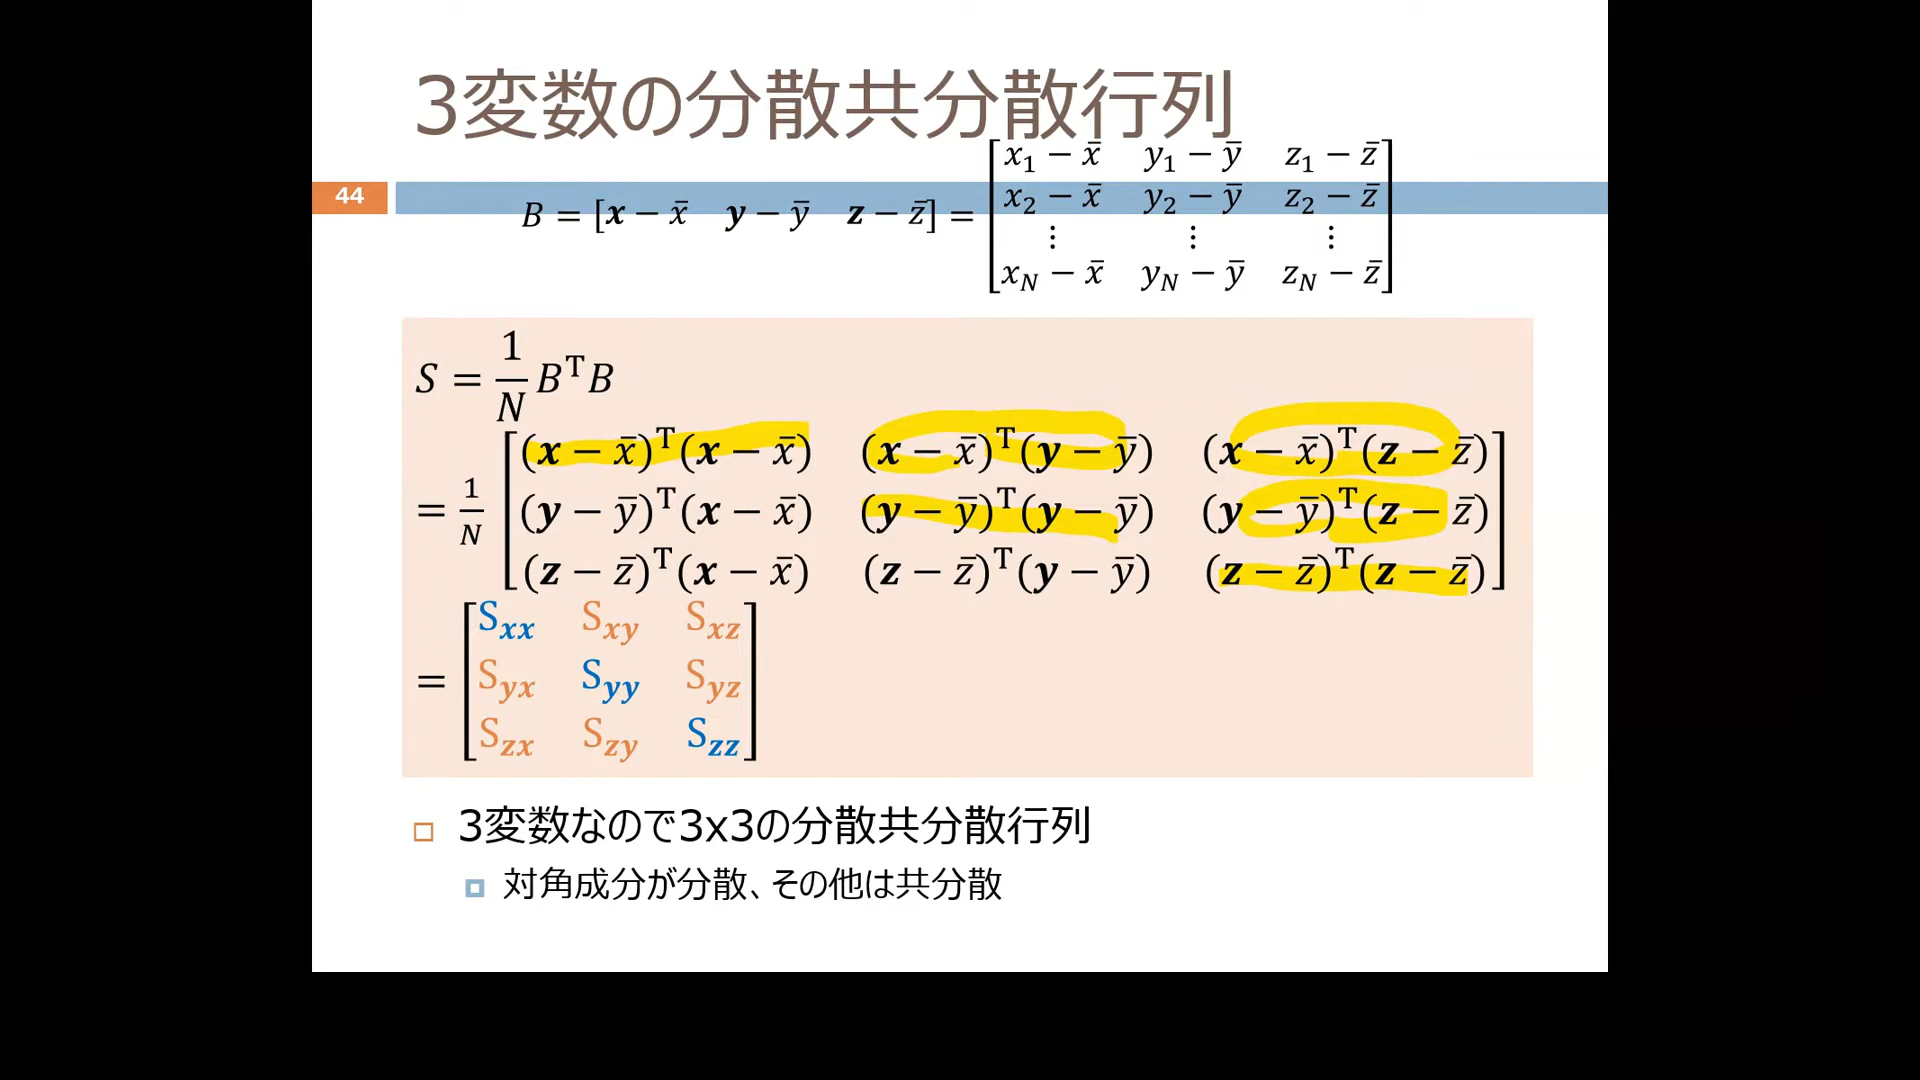 3変数の分散共分散行列
44
B = [x − x̄   y − ȳ   z − z̄] = [x₁ − x̄   y₁ − ȳ   z₁ − z̄
x₂ − x̄   y₂ − ȳ   z₂ − z̄
⋮   ⋮   ⋮
x_N − x̄   y_N − ȳ   z_N − z̄]
S = 1/N BᵀB
= 1/N [(x − x̄)ᵀ(x − x̄)   (x − x̄)ᵀ(y − ȳ)   (x − x̄)ᵀ(z − z̄)
(y − ȳ)ᵀ(x − x̄)   (y − ȳ)ᵀ(y − ȳ)   (y − ȳ)ᵀ(z − z̄)
(z − z̄)ᵀ(x − x̄)   (z − z̄)ᵀ(y − ȳ)   (z − z̄)ᵀ(z − z̄)]
= [S_xx   S_xy   S_xz
S_yx   S_yy   S_yz
S_zx   S_zy   S_zz]
3変数なので3x3の分散共分散行列
対角成分が分散、その他は共分散